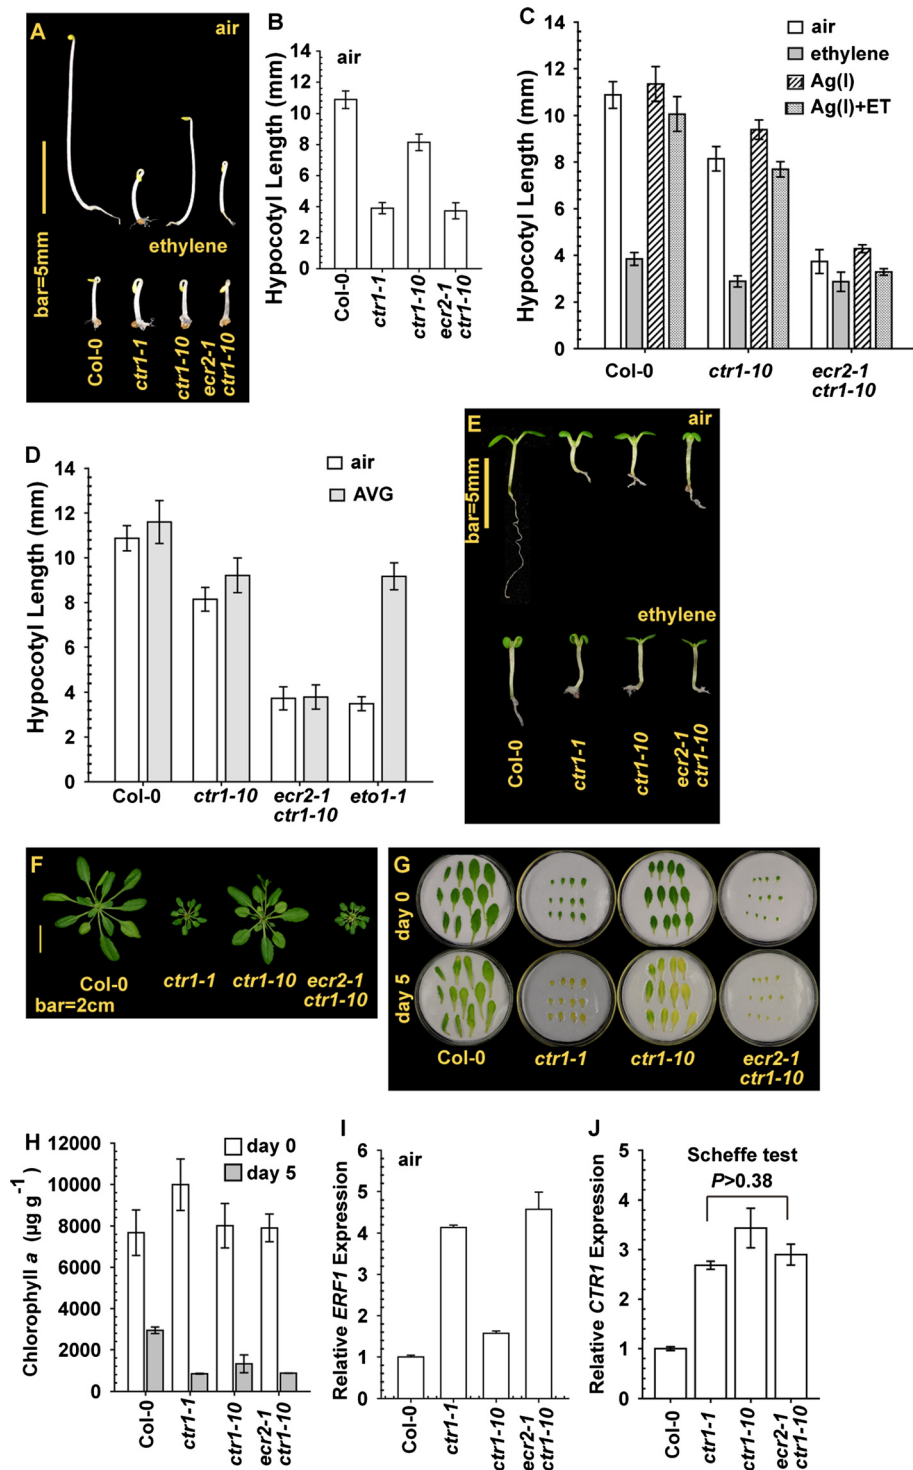 A
air
bar=5mm
ethylene
Col-0
ctr1-1
ctr1-10
ecr2-1
ctr1-10
B
air
Hypocotyl Length (mm)
14
12
10
8
6
4
2
0
Col-0
ctr1-1
ctr1-10
ecr2-1
ctr1-10
C
Hypocotyl Length (mm)
14
12
10
8
6
4
2
0
air
ethylene
Ag(I)
Ag(I)+ET
Col-0
ctr1-10
ecr2-1
ctr1-10
D
Hypocotyl Length (mm)
14
12
10
8
6
4
2
0
air
AVG
Col-0
ctr1-10
ecr2-1
ctr1-10
eto1-1
E
air
bar=5mm
ethylene
Col-0
ctr1-1
ctr1-10
ecr2-1
ctr1-10
F
Col-0
ctr1-1
ctr1-10
ecr2-1
ctr1-10
bar=2cm
G
day 0
day 5
Col-0
ctr1-1
ctr1-10
ecr2-1
ctr1-10
H
Chlorophyll a (µg g-1)
12000
10000
8000
6000
4000
2000
0
day 0
day 5
Col-0
ctr1-1
ctr1-10
ecr2-1
ctr1-10
I
air
Relative ERF1 Expression
6
5
4
3
2
1
0
Col-0
ctr1-1
ctr1-10
ecr2-1
ctr1-10
J
Scheffe test
P>0.38
Relative CTR1 Expression
5
4
3
2
1
0
Col-0
ctr1-1
ctr1-10
ecr2-1
ctr1-10